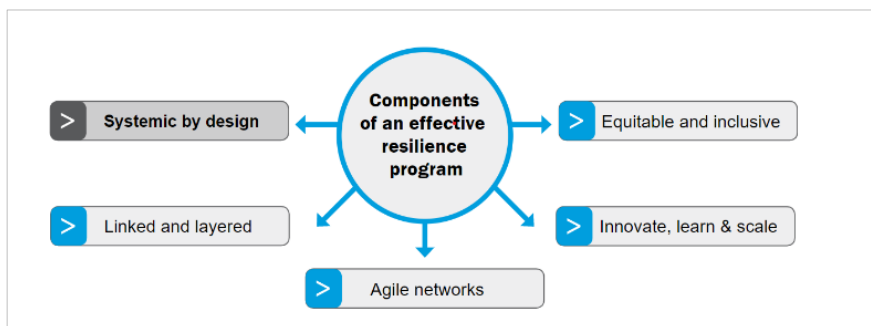 Components
of an effective
resilience
program
> Systemic by design
> Equitable and inclusive
> Linked and layered
> Innovate, learn & scale
> Agile networks